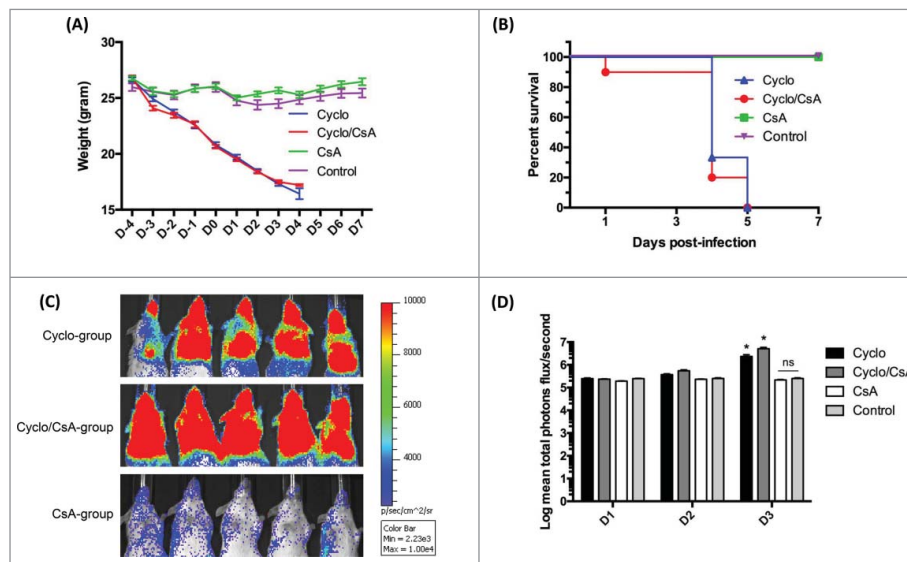 (A)
30
25
20
15
Weight (gram)
Cyclo
Cyclo/CsA
CsA
Control
D-4
D-3
D-2
D-1
D0
D1
D2
D3
D4
D5
D6
D7
(B)
100
80
60
40
20
0
Percent survival
Cyclo
Cyclo/CsA
CsA
Control
1
3
5
7
Days post-infection
(C)
Cyclo-group
Cyclo/CsA-group
CsA-group
10000
8000
6000
4000
p/sec/cm^2/sr
Color Bar
Min = 2.23e3
Max = 1.00e4
(D)
7
6
5
4
3
2
1
0
Log mean total photons flux/second
* *
ns
Cyclo
Cyclo/CsA
CsA
Control
D1
D2
D3